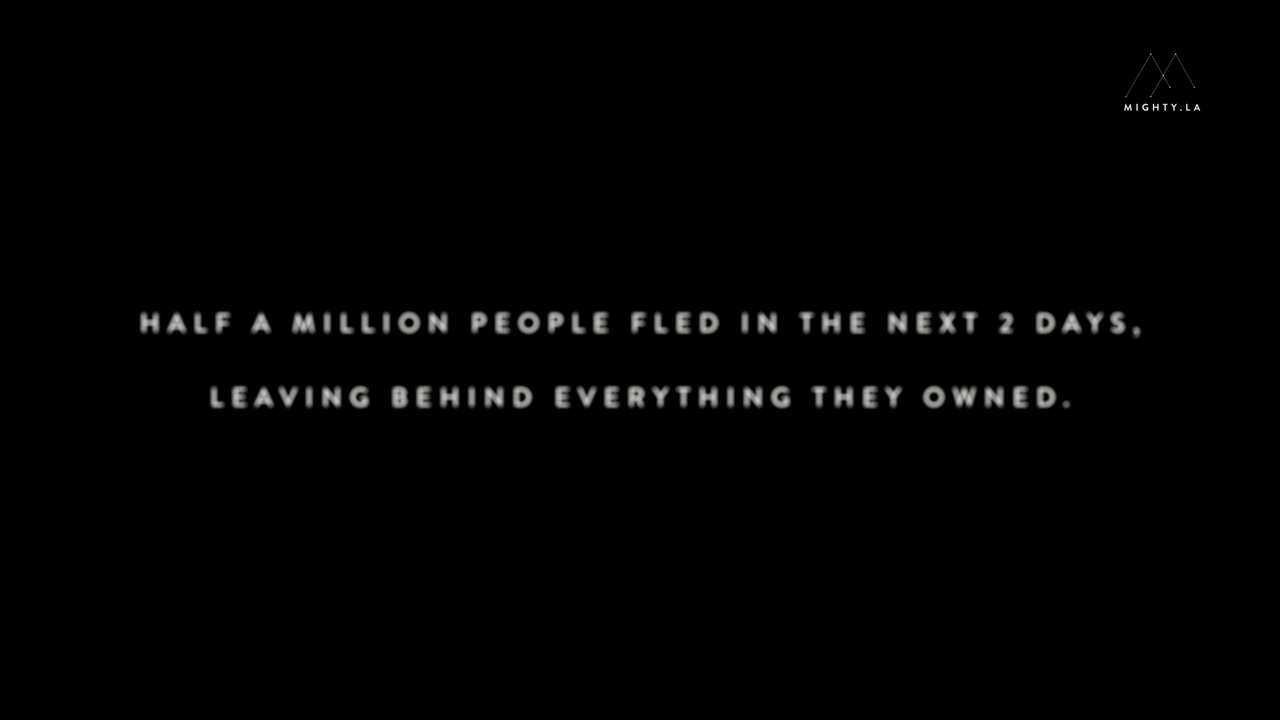 MIGHTY.LA
HALF A MILLION PEOPLE FLED IN THE NEXT 2 DAYS,
LEAVING BEHIND EVERYTHING THEY OWNED.